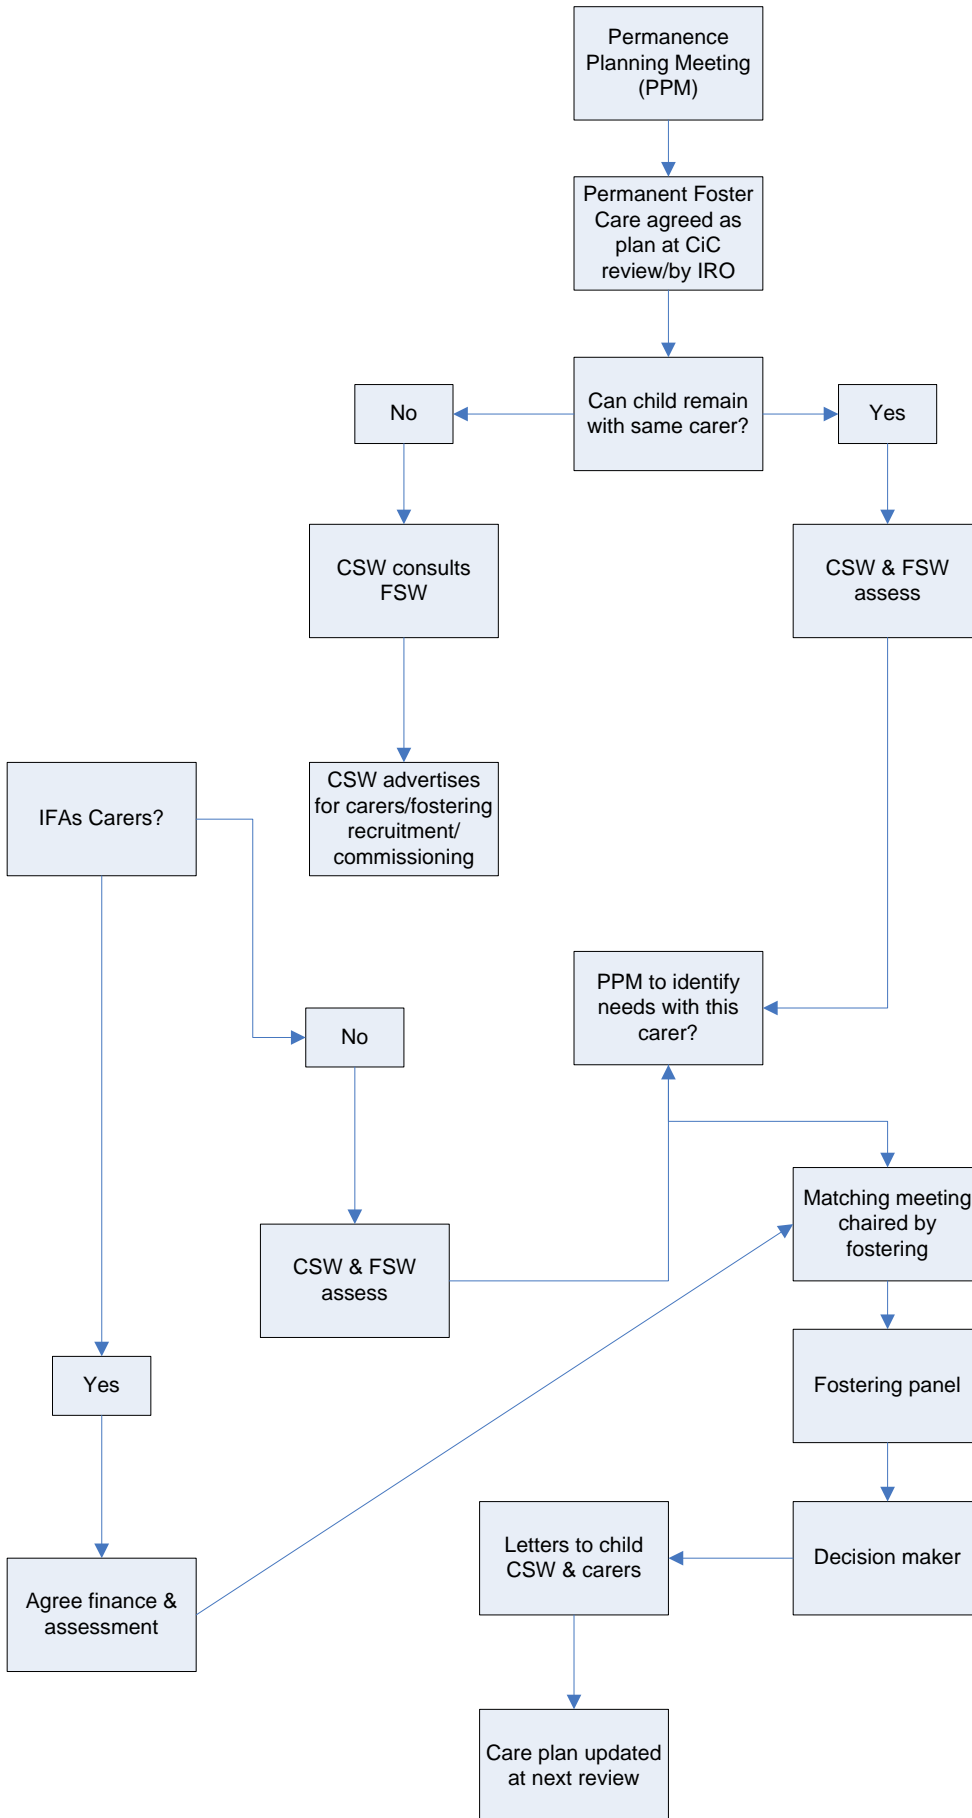 Permanence
Planning Meeting
(PPM)
Permanent Foster
Care agreed as
plan at CiC
review/by IRO
Can child remain
with same carer?
No
Yes
CSW consults
FSW
CSW & FSW
assess
CSW advertises
for carers/fostering
recruitment/
commissioning
IFAs Carers?
PPM to identify
needs with this
carer?
No
Matching meeting
chaired by
fostering
CSW & FSW
assess
Yes
Fostering panel
Letters to child
CSW & carers
Decision maker
Agree finance &
assessment
Care plan updated
at next review